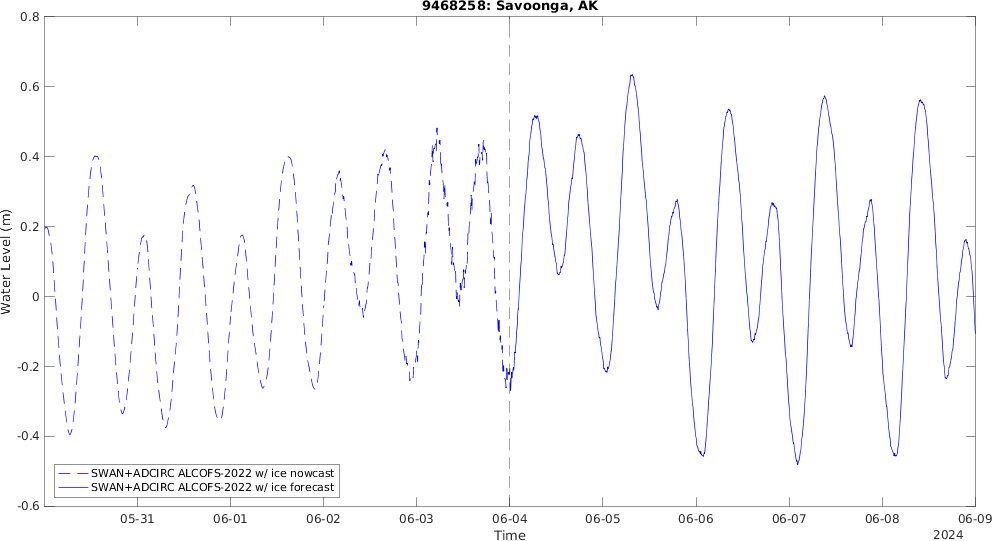 9468258: Savoonga, AK
0.8
0.6
0.4
0.2
0
-0.2
-0.4
-0.6
Water Level (m)
SWAN+ADCIRC ALCOFS-2022 w/ ice nowcast
SWAN+ADCIRC ALCOFS-2022 w/ ice forecast
05-31 06-01 06-02 06-03 06-04 06-05 06-06 06-07 06-08 06-09
Time
2024